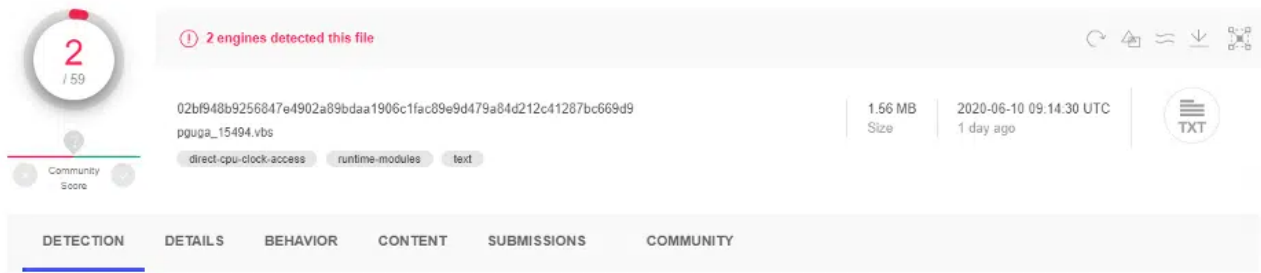 2
/ 59
2 engines detected this file
02bf948b9256847e4902a89bdaa1906c1fac89e9d479a84d212c41287bc669d9
pguga_15494.vbs
direct-cpu-clock-access runtime-modules text
1.56 MB
Size
2020-06-10 09:14:30 UTC
1 day ago
TXT
Community
Score
DETECTION DETAILS BEHAVIOR CONTENT SUBMISSIONS COMMUNITY